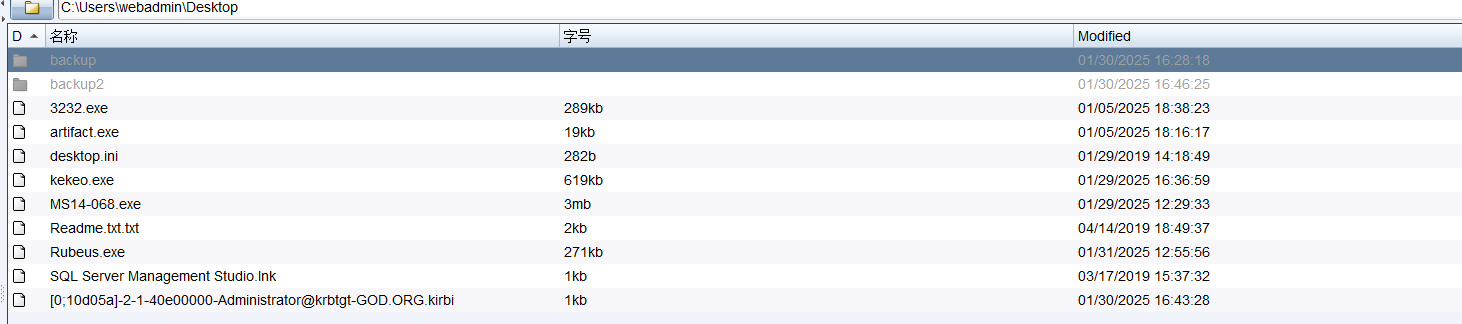 C:\Users\webadmin\Desktop
D 名称 字号 Modified
backup 01/30/2025 16:28:18
backup2 01/30/2025 16:46:25
3232.exe 289kb 01/05/2025 18:38:23
artifact.exe 19kb 01/05/2025 18:16:17
desktop.ini 282b 01/29/2019 14:18:49
kekeo.exe 619kb 01/29/2025 16:36:59
MS14-068.exe 3mb 01/29/2025 12:29:33
Readme.txt.txt 2kb 04/14/2019 18:49:37
Rubeus.exe 271kb 01/31/2025 12:55:56
SQL Server Management Studio.lnk 1kb 03/17/2019 15:37:32
[0;10d05a]-2-1-40e00000-Administrator@krbtgt-GOD.ORG.kirbi 1kb 01/30/2025 16:43:28